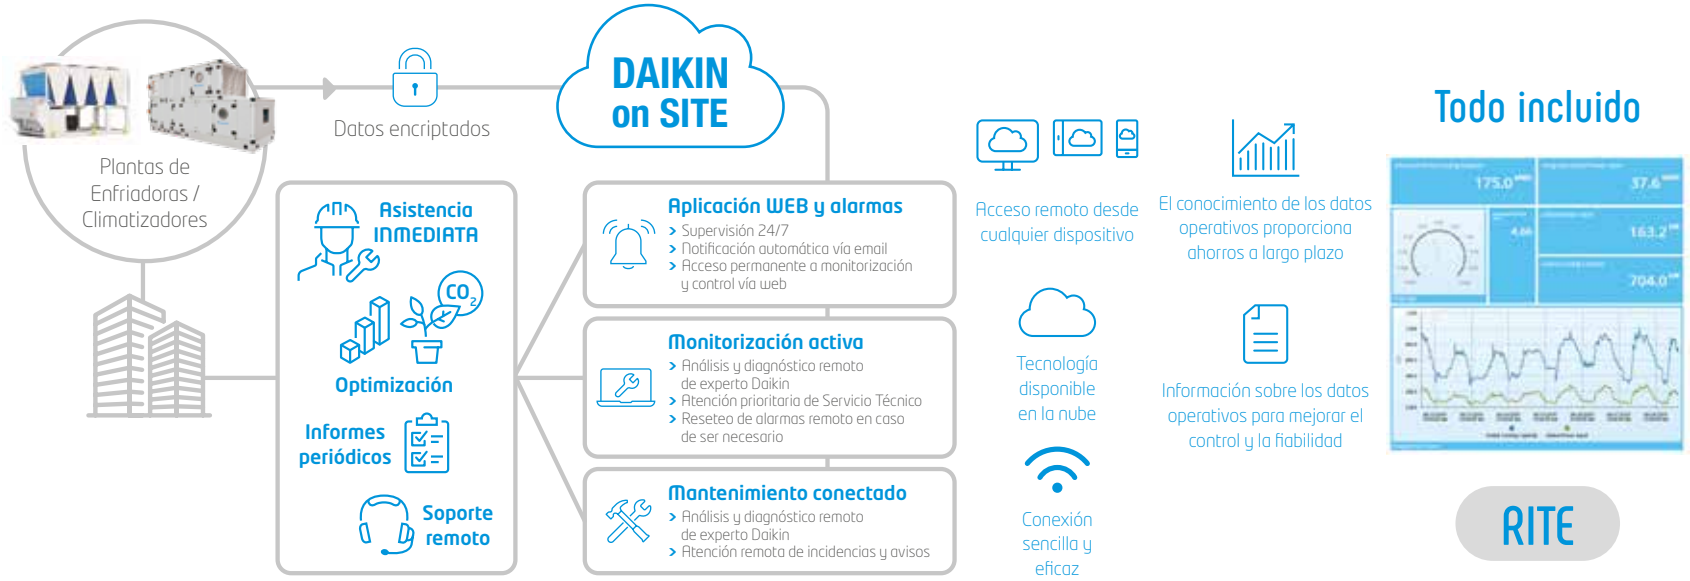 Plantas de
Enfriadoras /
Climatizadores
Datos encriptados
DAIKIN
on SITE
Asistencia
INMEDIATA
CO2
Optimización
Informes
periódicos
Soporte
remoto
Aplicación WEB y alarmas
> Supervisión 24/7
> Notificación automática vía email
> Acceso permanente a monitorización
y control vía web
Monitorización activa
> Análisis y diagnóstico remoto
de experto Daikin
> Atención prioritaria de Servicio Técnico
> Reseteo de alarmas remoto en caso
de ser necesario
Mantenimiento conectado
> Análisis y diagnóstico remoto
de experto Daikin
> Atención remota de incidencias y avisos
Acceso remoto desde
cualquier dispositivo
Tecnología
disponible
en la nube
Conexión
sencilla y
eficaz
El conocimiento de los datos
operativos proporciona
ahorros a largo plazo
Información sobre los datos
operativos para mejorar el
control y la fiabilidad
Todo incluido
175.0
37.6
4.66
163.2
704.0
RITE